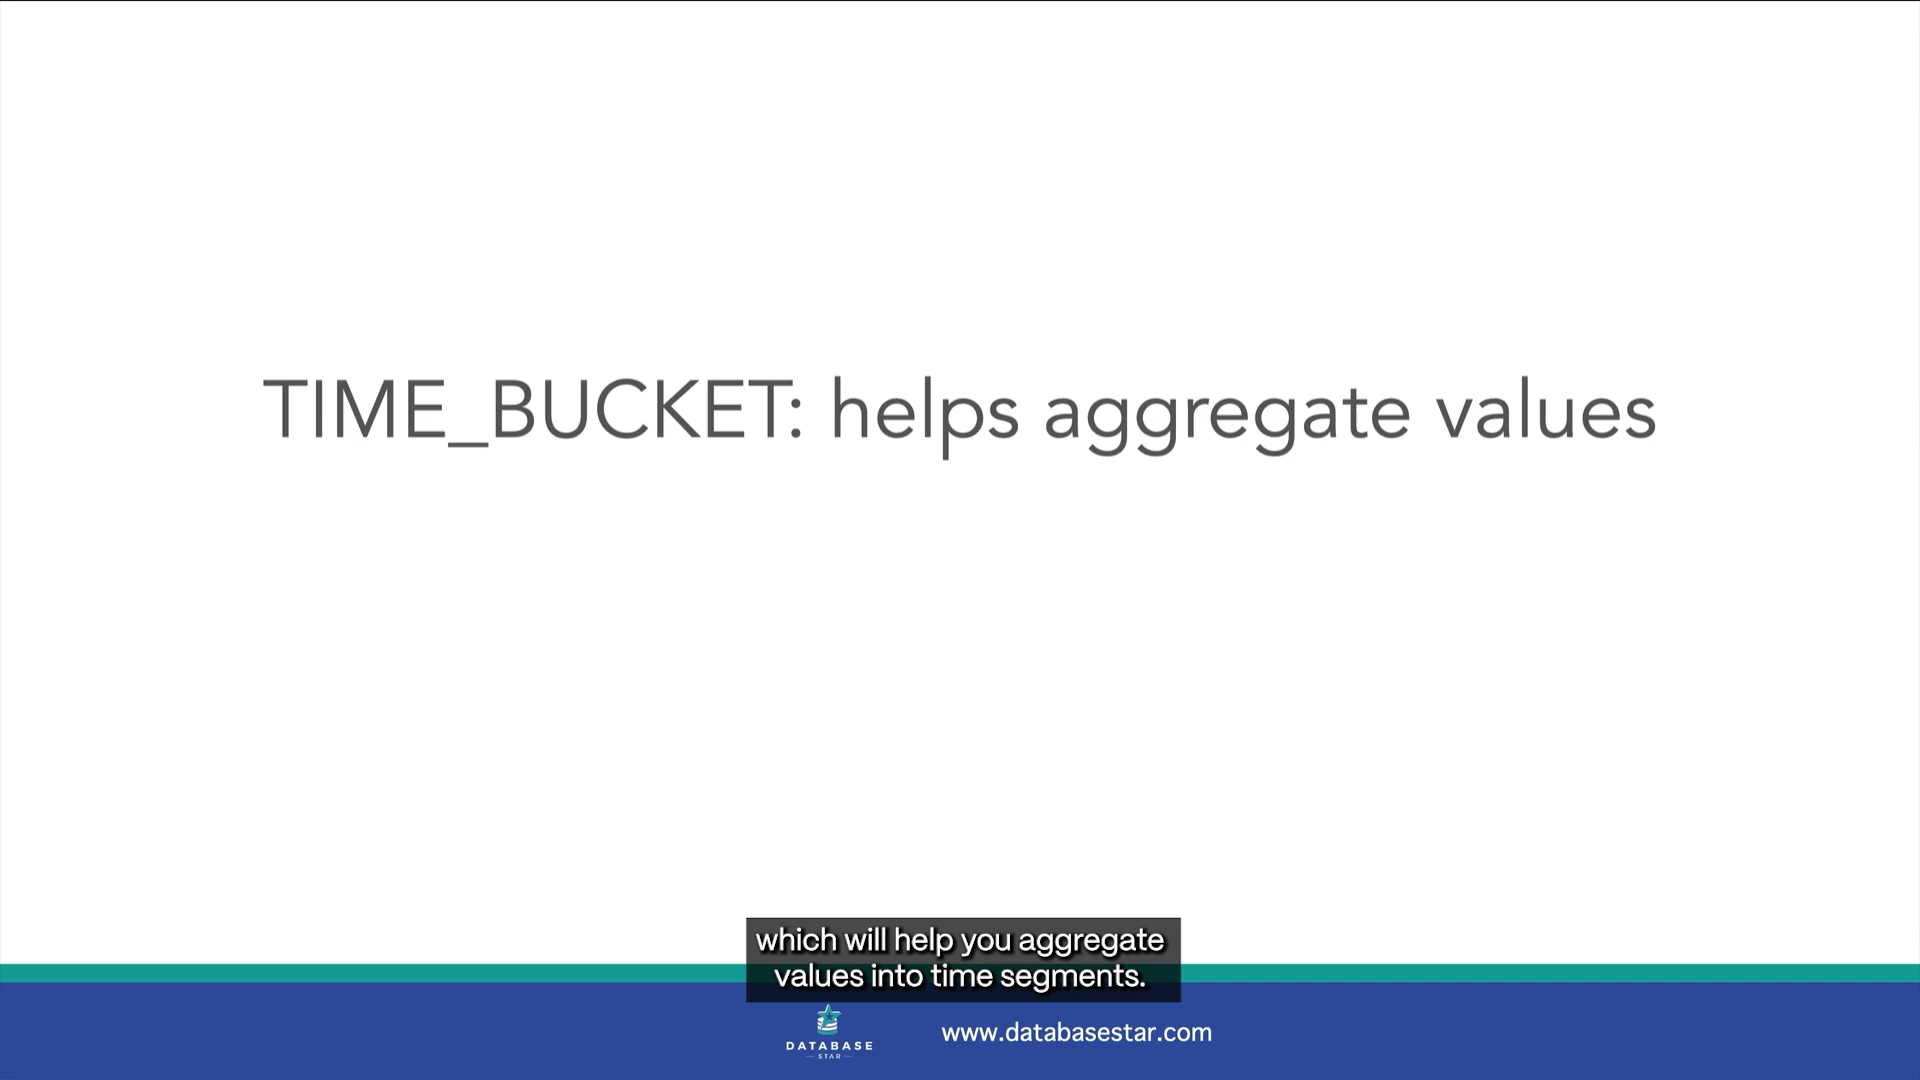 TIME_BUCKET: helps aggregate values
which will help you aggregate
values into time segments.
DATABASE
STAR
www.databasestar.com